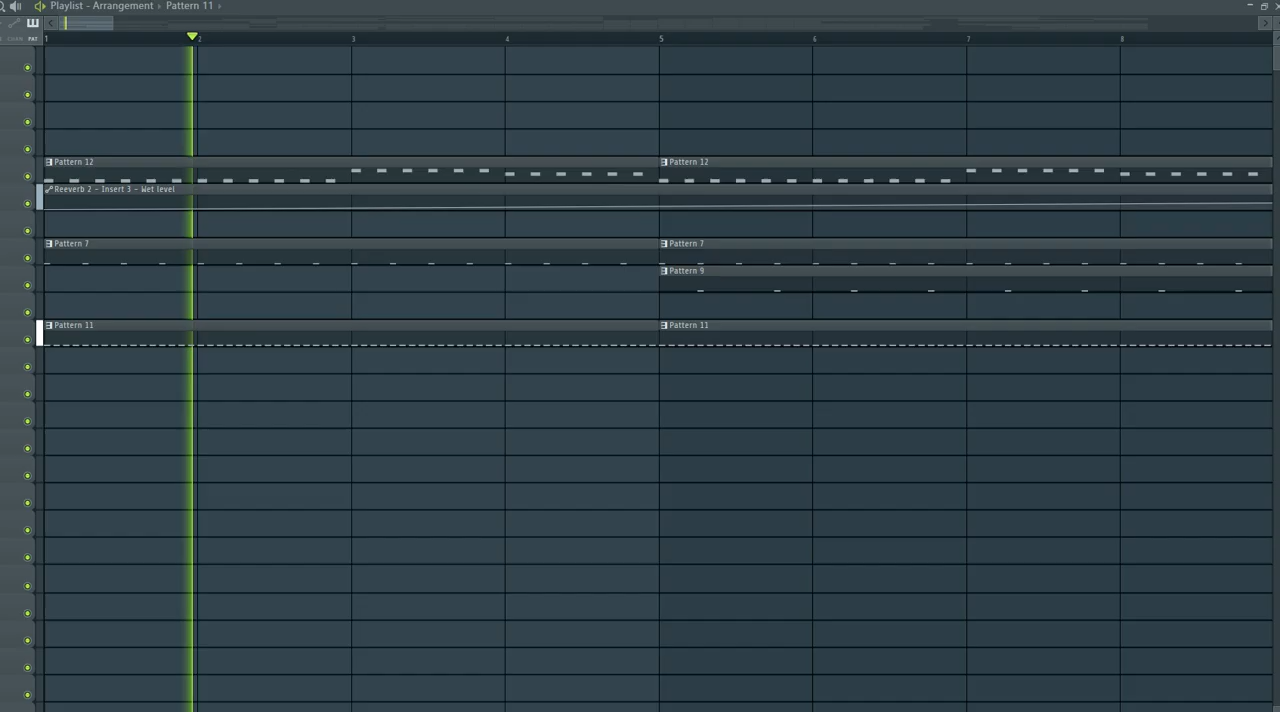 Playlist - Arrangement › Pattern 11 ›
1 2 3 4 5 6 7 8
Pattern 12 Pattern 12
Reeverb 2 - Insert 3 - Wet level
Pattern 7 Pattern 7
Pattern 9
Pattern 11 Pattern 11